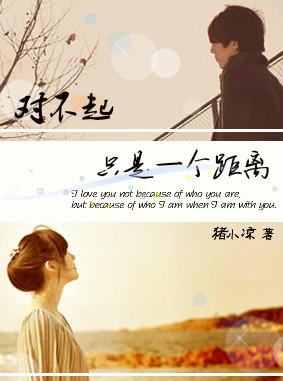 对不起
只是一个距离
I love you not because of who you are,
but because of who I am when I am with you.
猪小凉 著